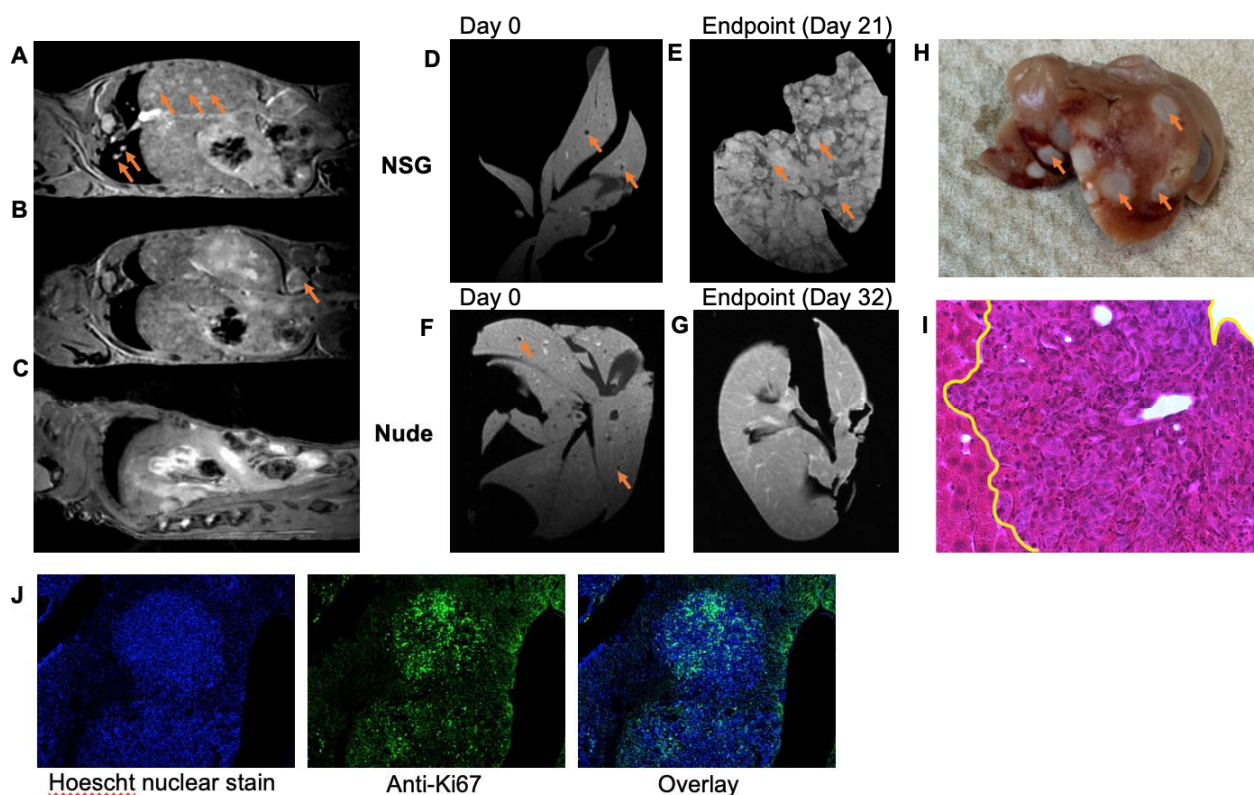 Day 0
Endpoint (Day 21)
A
D
E
H
NSG
B
Day 0
Endpoint (Day 32)
F
G
I
C
Nude
J
Hoescht nuclear stain
Anti-Ki67
Overlay